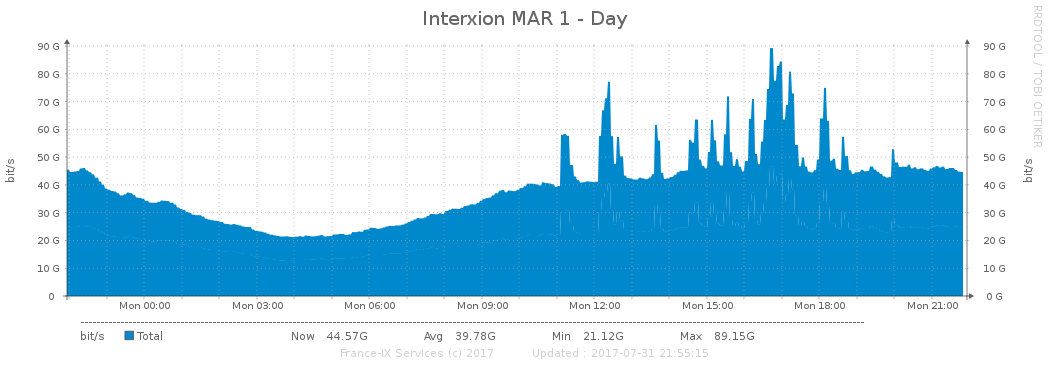 Interxion MAR 1 - Day
RRDTOOL / TOBI OETIKER
90 G 90 G
80 G 80 G
70 G 70 G
60 G 60 G
50 G 50 G
40 G 40 G
30 G 30 G
20 G 20 G
10 G 10 G
0 0 G
bit/s
bit/s
Mon 00:00 Mon 03:00 Mon 06:00 Mon 09:00 Mon 12:00 Mon 15:00 Mon 18:00 Mon 21:00
bit/s Total Now 44.57G Avg 39.78G Min 21.12G Max 89.15G
France-IX Services (c) 2017 Updated : 2017-07-31 21:55:15